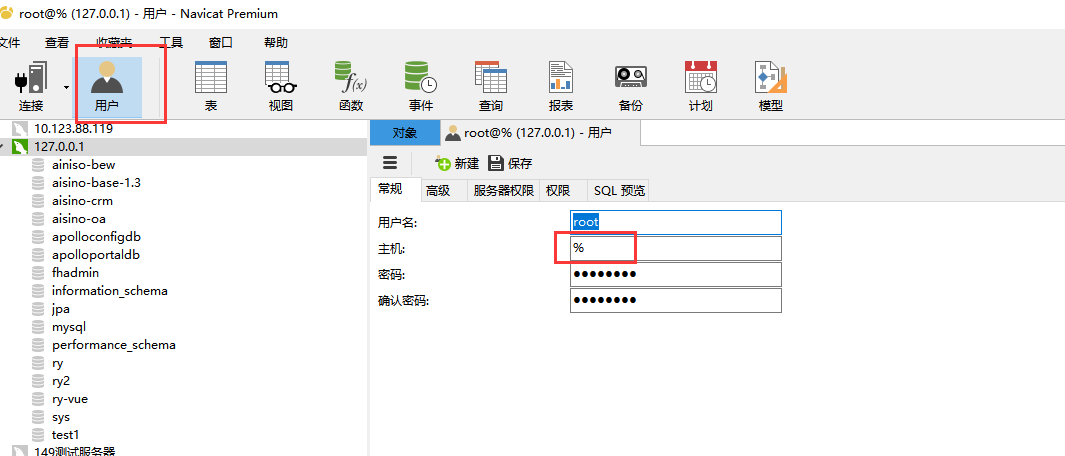 root@% (127.0.0.1) - 用户 - Navicat Premium
文件 查看 收藏夹 工具 窗口 帮助
连接 用户 表 视图 f(x) 函数 事件 查询 报表 备份 计划 模型
10.123.88.119
127.0.0.1
ainiso-bew
aisino-base-1.3
aisino-crm
aisino-oa
apolloconfigdb
apolloportaldb
fhadmin
information_schema
jpa
mysql
performance_schema
ry
ry2
ry-vue
sys
test1
149测试服务器
对象 root@% (127.0.0.1) - 用户
新建 保存
常规 高级 服务器权限 权限 SQL 预览
用户名: root
主机: %
密码: ●●●●●●●●
确认密码: ●●●●●●●●